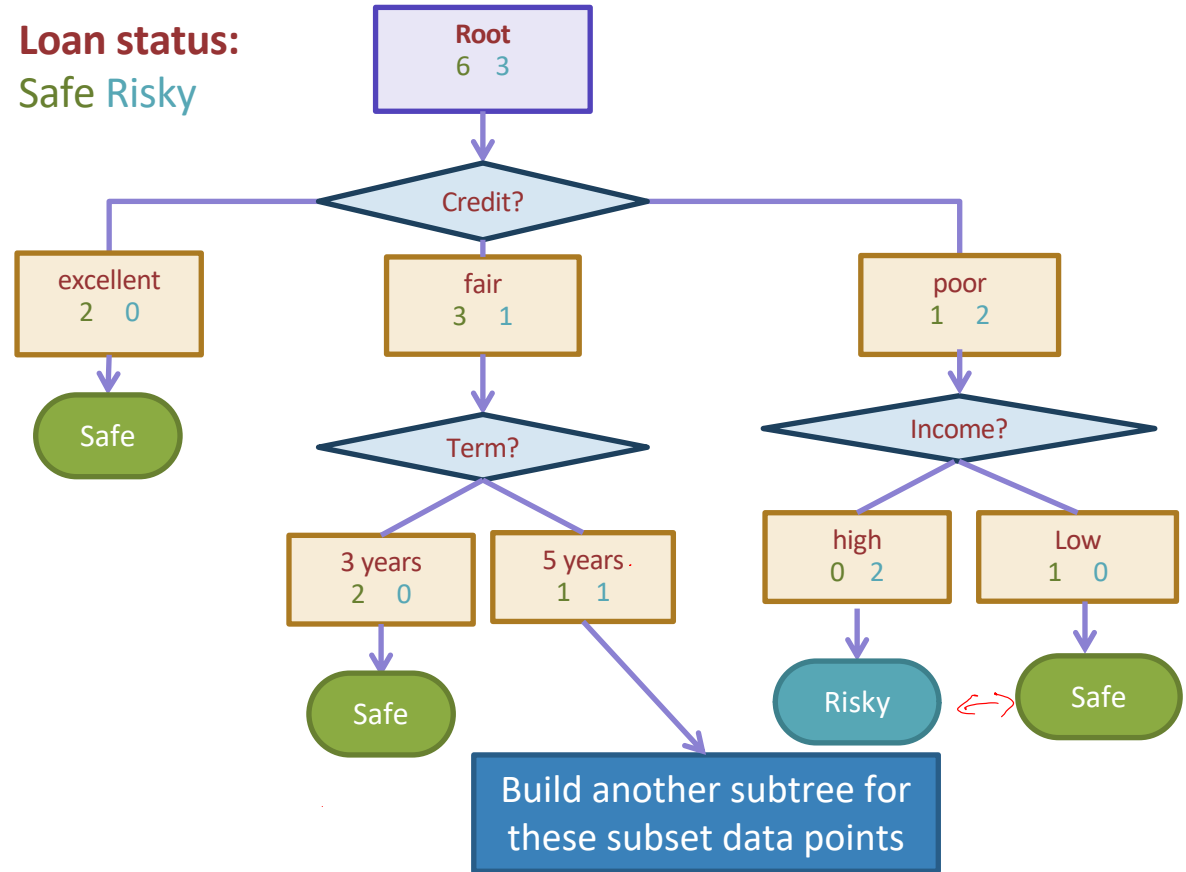 Loan status:
Safe Risky
Root
6 3
Credit?
excellent
2 0
fair
3 1
poor
1 2
Safe
Term?
Income?
3 years
2 0
5 years
1 1
high
0 2
Low
1 0
Safe
Risky
Safe
Build another subtree for
these subset data points